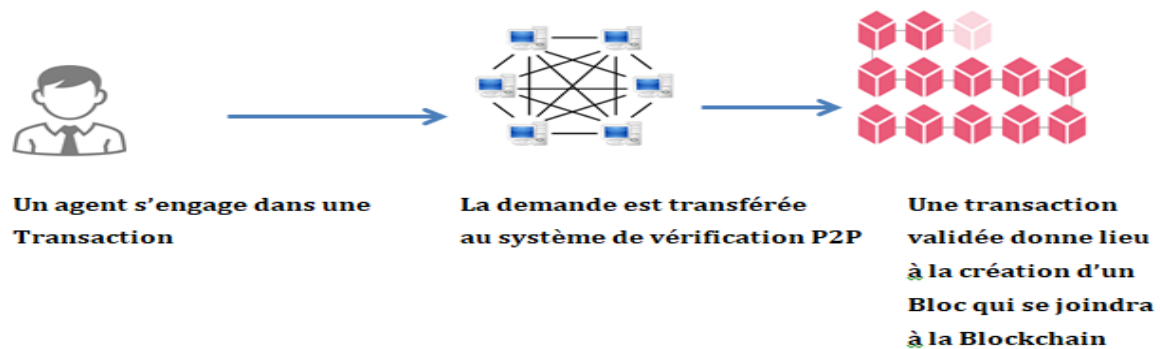 Un agent s'engage dans une
Transaction
La demande est transférée
au système de vérification P2P
Une transaction
validée donne lieu
à la création d'un
Bloc qui se joindra
à la Blockchain